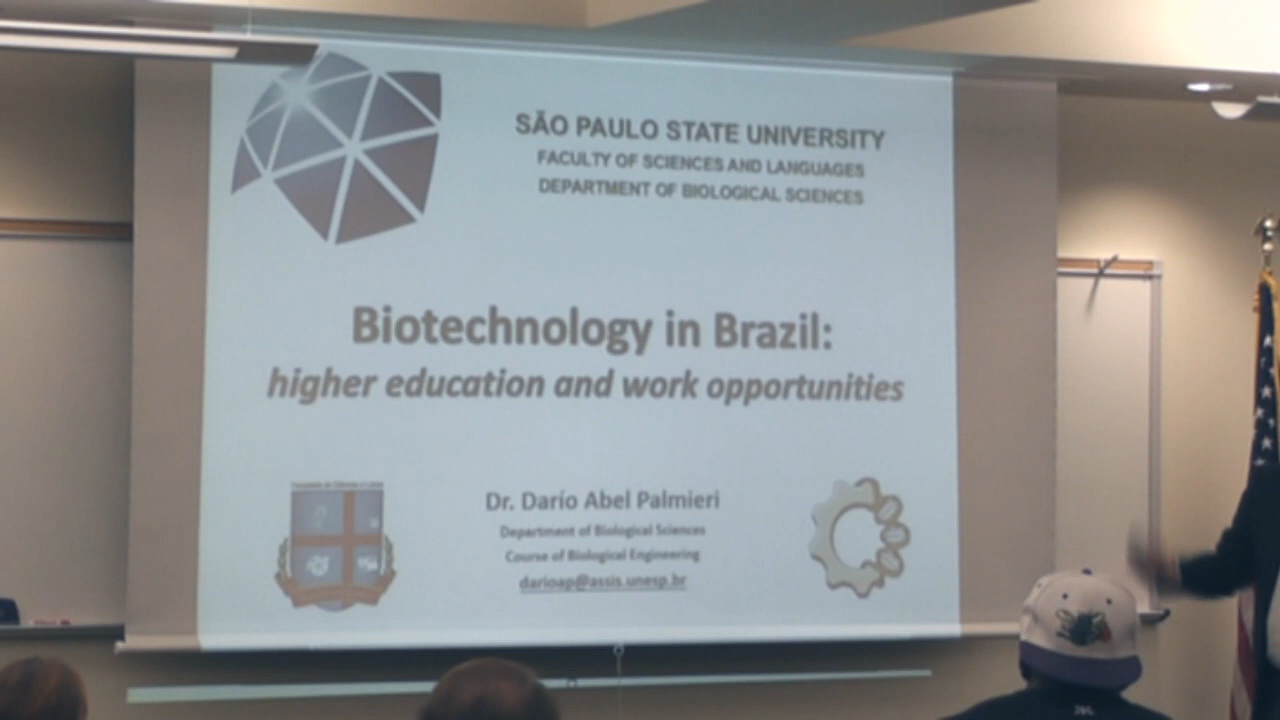 SÃO PAULO STATE UNIVERSITY
FACULTY OF SCIENCES AND LANGUAGES
DEPARTMENT OF BIOLOGICAL SCIENCES
Biotechnology in Brazil:
higher education and work opportunities
Dr. Darío Abel Palmieri
Department of Biological Sciences
Course of Biological Engineering
darioap@assis.unesp.br